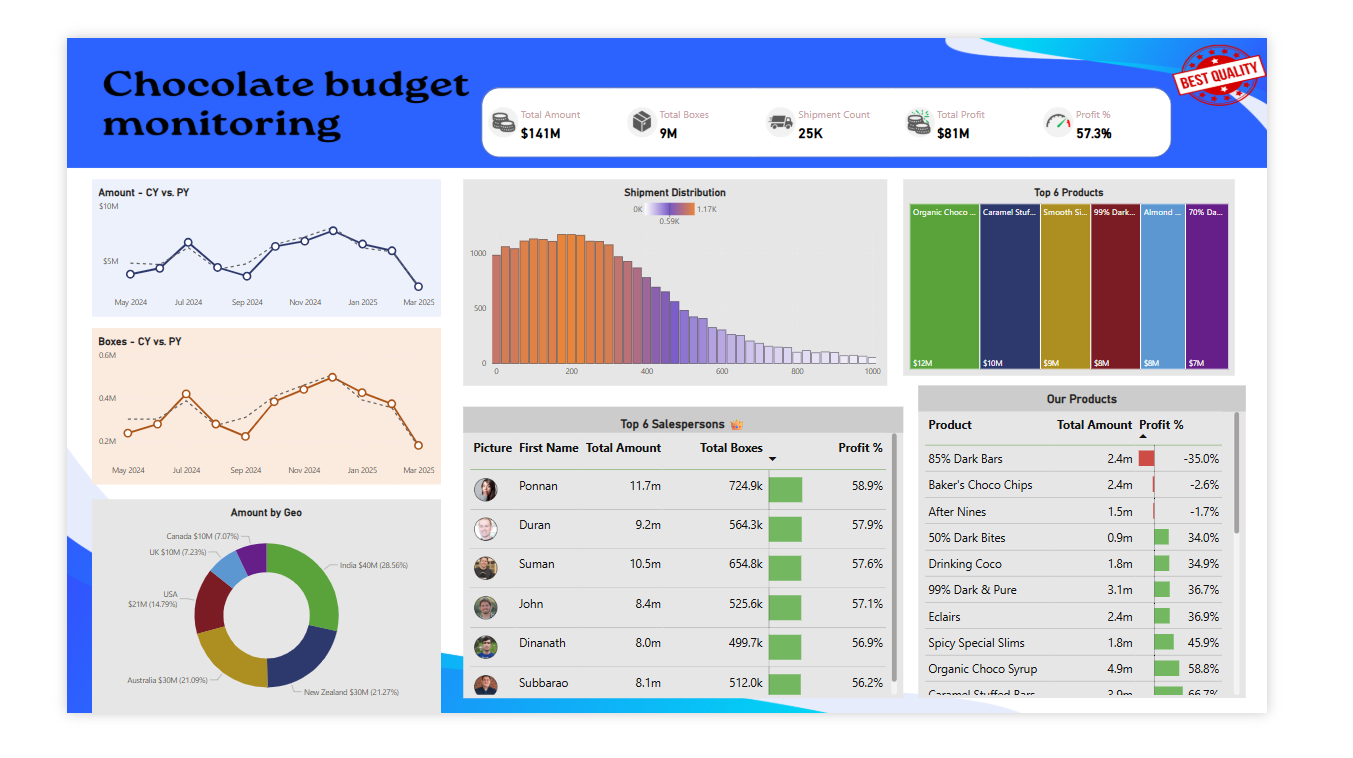 Chocolate budget
monitoring
BEST QUALITY
Total Amount
$141M
Total Boxes
9M
Shipment Count
25K
Total Profit
$81M
Profit %
57.3%
Amount - CY vs. PY
$10M
$5M
May 2024 Jul 2024 Sep 2024 Nov 2024 Jan 2025 Mar 2025
Boxes - CY vs. PY
0.6M
0.4M
0.2M
May 2024 Jul 2024 Sep 2024 Nov 2024 Jan 2025 Mar 2025
Amount by Geo
Canada $10M (7.07%)
UK $10M (7.23%)
India $40M (28.56%)
USA
$21M (14.79%)
Australia $30M (21.09%)
New Zealand $30M (21.27%)
Shipment Distribution
0K 1.17K
0.59K
1000
500
0
0 200 400 600 800 1000
Top 6 Products
Organic Choco ... Caramel Stuf... Smooth Si... 99% Dark... Almond ... 70% Da...
$12M $10M $9M $8M $8M $7M
Top 6 Salespersons
Picture First Name Total Amount Total Boxes Profit %
Ponnan 11.7m 724.9k 58.9%
Duran 9.2m 564.3k 57.9%
Suman 10.5m 654.8k 57.6%
John 8.4m 525.6k 57.1%
Dinanath 8.0m 499.7k 56.9%
Subbarao 8.1m 512.0k 56.2%
Our Products
Product Total Amount Profit %
85% Dark Bars 2.4m -35.0%
Baker's Choco Chips 2.4m -2.6%
After Nines 1.5m -1.7%
50% Dark Bites 0.9m 34.0%
Drinking Coco 1.8m 34.9%
99% Dark & Pure 3.1m 36.7%
Eclairs 2.4m 36.9%
Spicy Special Slims 1.8m 45.9%
Organic Choco Syrup 4.9m 58.8%
Caramel Stuffed Bars 3.9m 66.7%